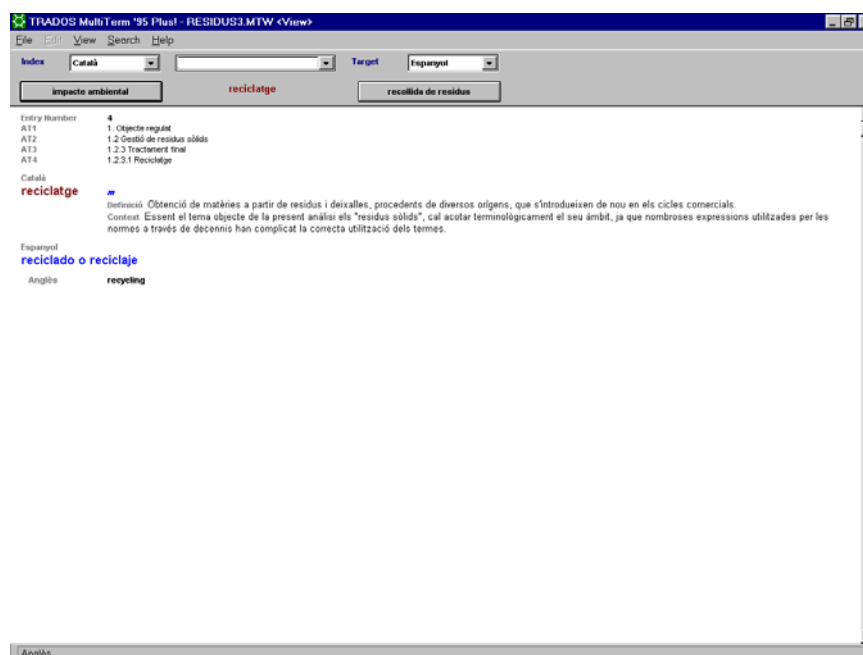 TRADOS MultiTerm '95 Plus! - RESIDUS3.MTW <View>
File Edit View Search Help
Index Català Target Espanyol
impacte ambiental reciclatge recollida de residus
Entry Number 4
AT1 1. Objecte regulat
AT2 1.2 Gestió de residus sòlids
AT3 1.2.3 Tractament final
AT4 1.2.3.1 Reciclatge
Català
reciclatge m
Definició Obtenció de matèries a partir de residus i deixalles, procedents de diversos orígens, que s'introdueixen de nou en els cicles comercials.
Context Essent el tema objecte de la present anàlisi els "residus sòlids", cal acotar terminològicament el seu àmbit, ja que nombroses expressions utilitzades per les
normes a través de decennis han complicat la correcta utilització dels termes.
Espanyol
reciclado o reciclaje
Anglès recycling
Anglès